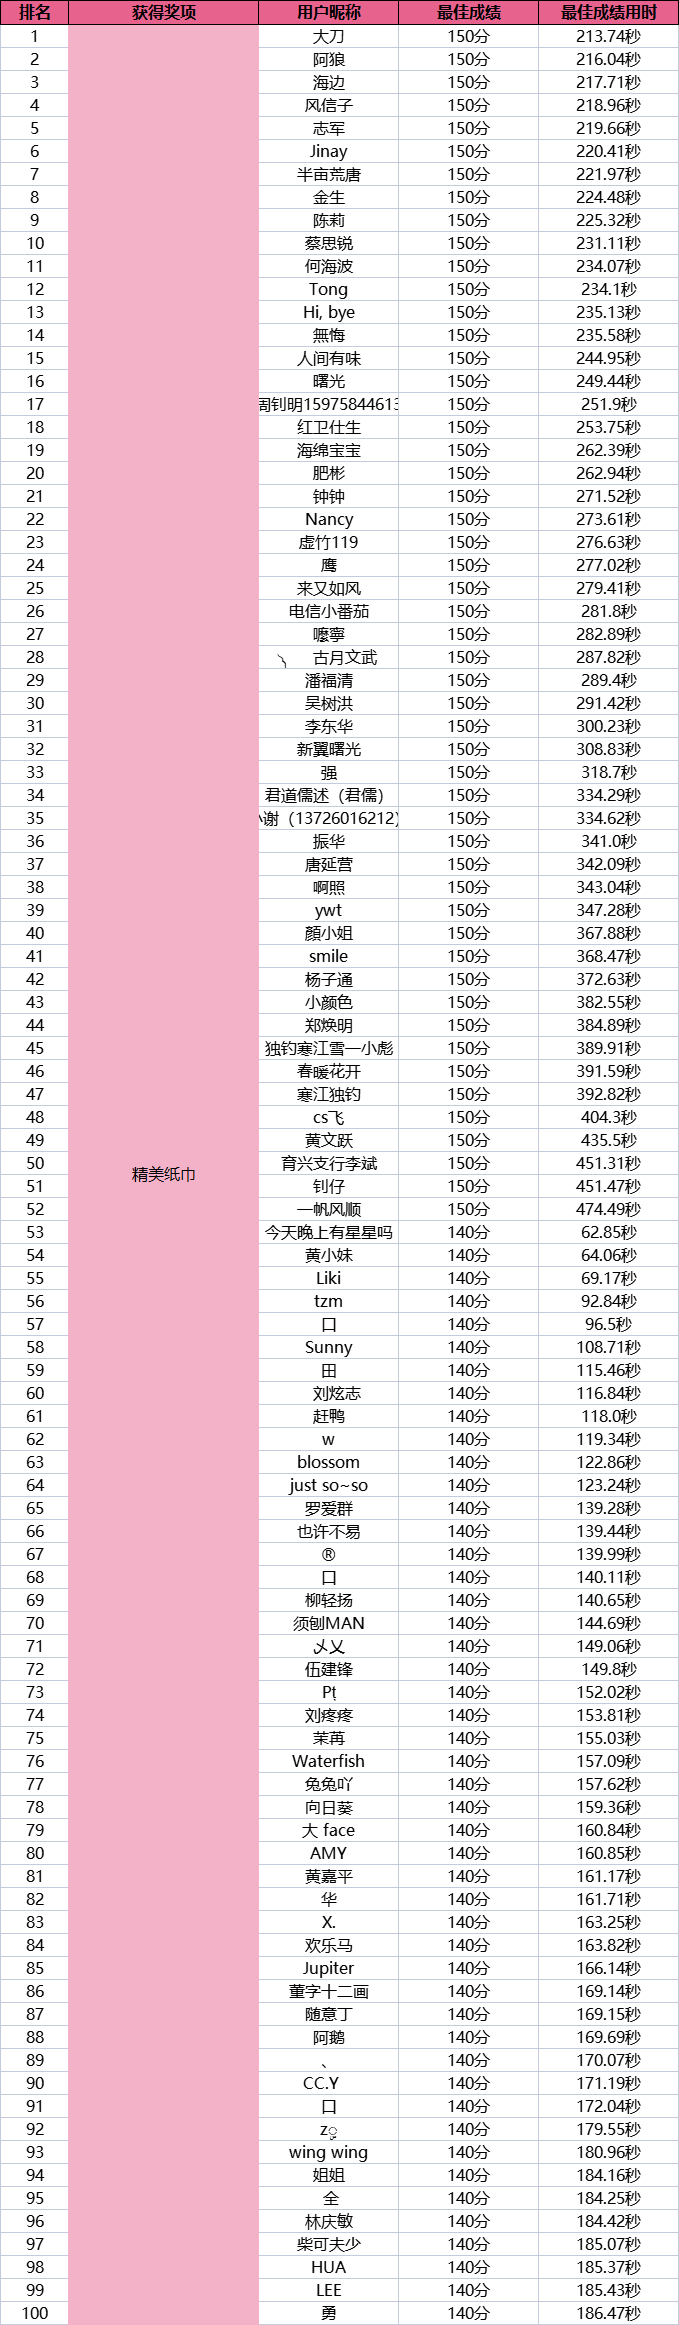 排名 获得奖项 用户昵称 最佳成绩 最佳成绩用时
1 大刀 150分 213.74秒
2 阿狼 150分 216.04秒
3 海边 150分 217.71秒
4 风信子 150分 218.96秒
5 志军 150分 219.66秒
6 Jinay 150分 220.41秒
7 半亩荒唐 150分 221.97秒
8 金生 150分 224.48秒
9 陈莉 150分 225.32秒
10 蔡思锐 150分 231.11秒
11 何海波 150分 234.07秒
12 Tong 150分 234.1秒
13 Hi, bye 150分 235.13秒
14 無悔 150分 235.58秒
15 人间有味 150分 244.95秒
16 曙光 150分 249.44秒
17 周钊明15975844613 150分 251.9秒
18 红卫仕生 150分 253.75秒
19 海绵宝宝 150分 262.39秒
20 肥彬 150分 262.94秒
21 钟钟 150分 271.52秒
22 Nancy 150分 273.61秒
23 虚竹119 150分 276.63秒
24 鹰 150分 277.02秒
25 来又如风 150分 279.41秒
26 电信小番茄 150分 281.8秒
27 嚒寧 150分 282.89秒
28 古月文武 150分 287.82秒
29 潘福清 150分 289.4秒
30 吴树洪 150分 291.42秒
31 李东华 150分 300.23秒
32 新翼曙光 150分 308.83秒
33 强 150分 318.7秒
34 君道儒述（君儒） 150分 334.29秒
35 小谢（13726016212） 150分 334.62秒
36 振华 150分 341.0秒
37 唐延营 150分 342.09秒
38 啊照 150分 343.04秒
39 ywt 150分 347.28秒
40 颜小姐 150分 367.88秒
41 smile 150分 368.47秒
42 杨子通 150分 372.63秒
43 小颜色 150分 382.55秒
44 郑焕明 150分 384.89秒
45 独钓寒江雪一小彪 150分 389.91秒
46 春暖花开 150分 391.59秒
47 寒江独钓 150分 392.82秒
48 cs飞 150分 404.3秒
49 黄文跃 150分 435.5秒
50 精美纸巾 育兴支行李斌 150分 451.31秒
51 钊仔 150分 451.47秒
52 一帆风顺 150分 474.49秒
53 今天晚上有星星吗 140分 62.85秒
54 黄小妹 140分 64.06秒
55 Liki 140分 69.17秒
56 tzm 140分 92.84秒
57 口 140分 96.5秒
58 Sunny 140分 108.71秒
59 田 140分 115.46秒
60 刘炫志 140分 116.84秒
61 赶鸭 140分 118.0秒
62 w 140分 119.34秒
63 blossom 140分 122.86秒
64 just so~so 140分 123.24秒
65 罗爱群 140分 139.28秒
66 也许不易 140分 139.44秒
67 ® 140分 139.99秒
68 口 140分 140.11秒
69 柳轻扬 140分 140.65秒
70 须刨MAN 140分 144.69秒
71 乄乂 140分 149.06秒
72 伍建锋 140分 149.8秒
73 Pț 140分 152.02秒
74 刘疼疼 140分 153.81秒
75 茉苒 140分 155.03秒
76 Waterfish 140分 157.09秒
77 兔兔吖 140分 157.62秒
78 向日葵 140分 159.36秒
79 大 face 140分 160.84秒
80 AMY 140分 160.85秒
81 黄嘉平 140分 161.17秒
82 华 140分 161.71秒
83 X. 140分 163.25秒
84 欢乐马 140分 163.82秒
85 Jupiter 140分 166.14秒
86 董字十二画 140分 169.14秒
87 随意丁 140分 169.15秒
88 阿鹅 140分 169.69秒
89 、 140分 170.07秒
90 CC.Y 140分 171.19秒
91 口 140分 172.04秒
92 z 140分 179.55秒
93 wing wing 140分 180.96秒
94 姐姐 140分 184.16秒
95 全 140分 184.25秒
96 林庆敏 140分 184.42秒
97 柴可夫少 140分 185.07秒
98 HUA 140分 185.37秒
99 LEE 140分 185.43秒
100 勇 140分 186.47秒